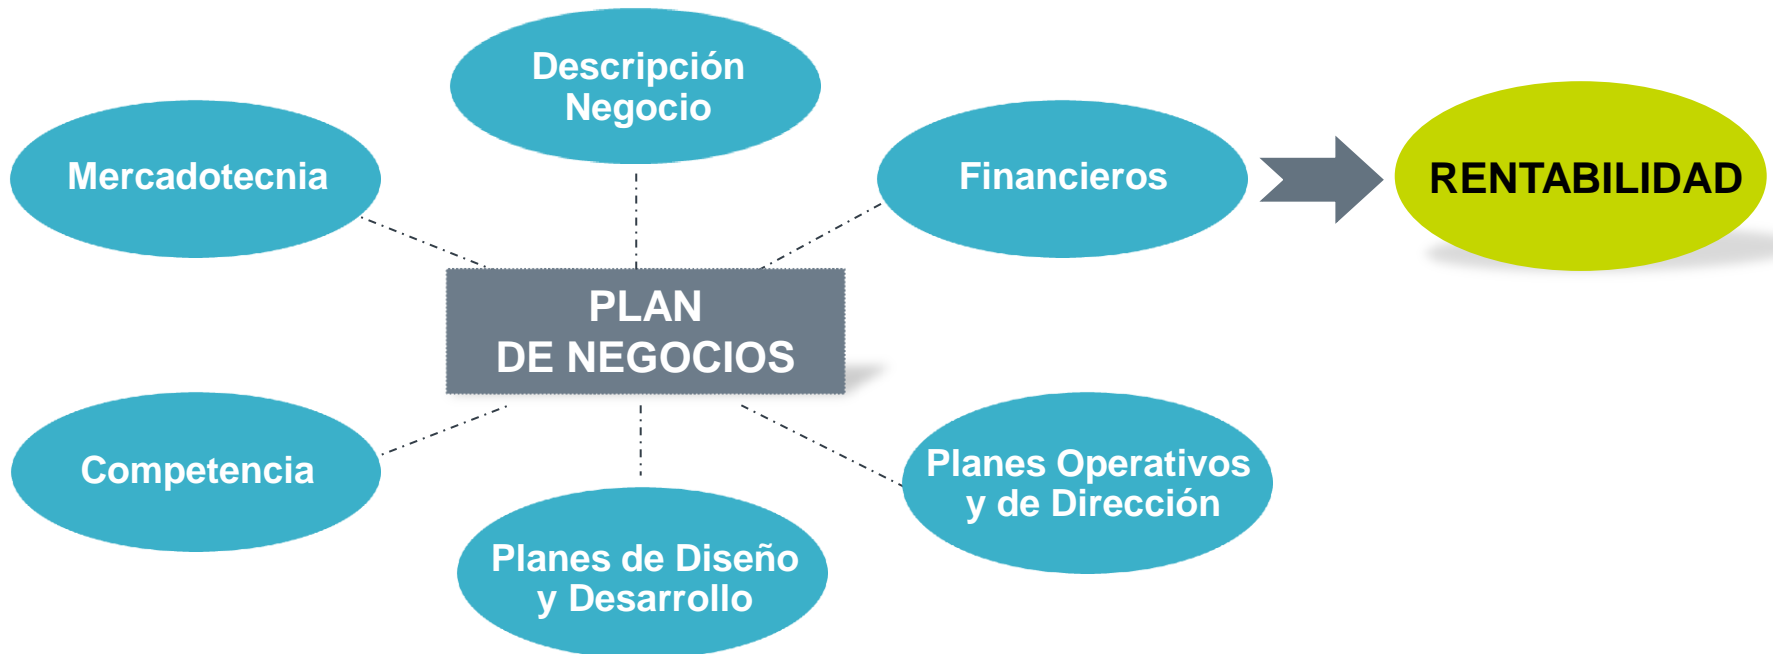 Descripción
Negocio
Mercadotecnia
Financieros
RENTABILIDAD
PLAN
DE NEGOCIOS
Competencia
Planes Operativos
y de Dirección
Planes de Diseño
y Desarrollo